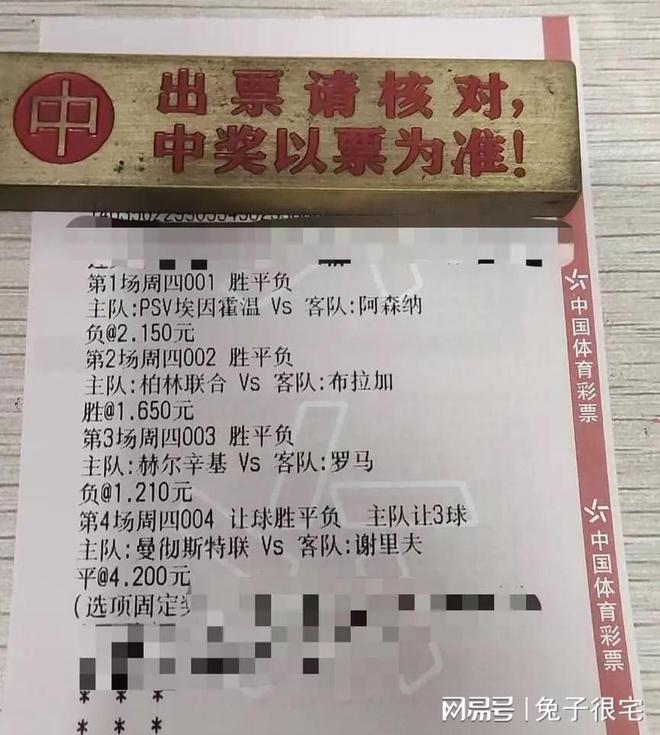 中
出票请核对,
中奖以票为准!
第1场周四001 胜平负
主队:PSV埃因霍温 Vs 客队:阿森纳
负@2.150元
第2场周四002 胜平负
主队:柏林联合 Vs 客队:布拉加
胜@1.650元
第3场周四003 胜平负
主队:赫尔辛基 Vs 客队:罗马
负@1.210元
第4场周四004 让球胜平负 主队让3球
主队:曼彻斯特联 Vs 客队:谢里夫
平@4.200元
(选项固定
* * *
* * *
中国体育彩票
中国体育彩票
网易号 | 兔子很宅